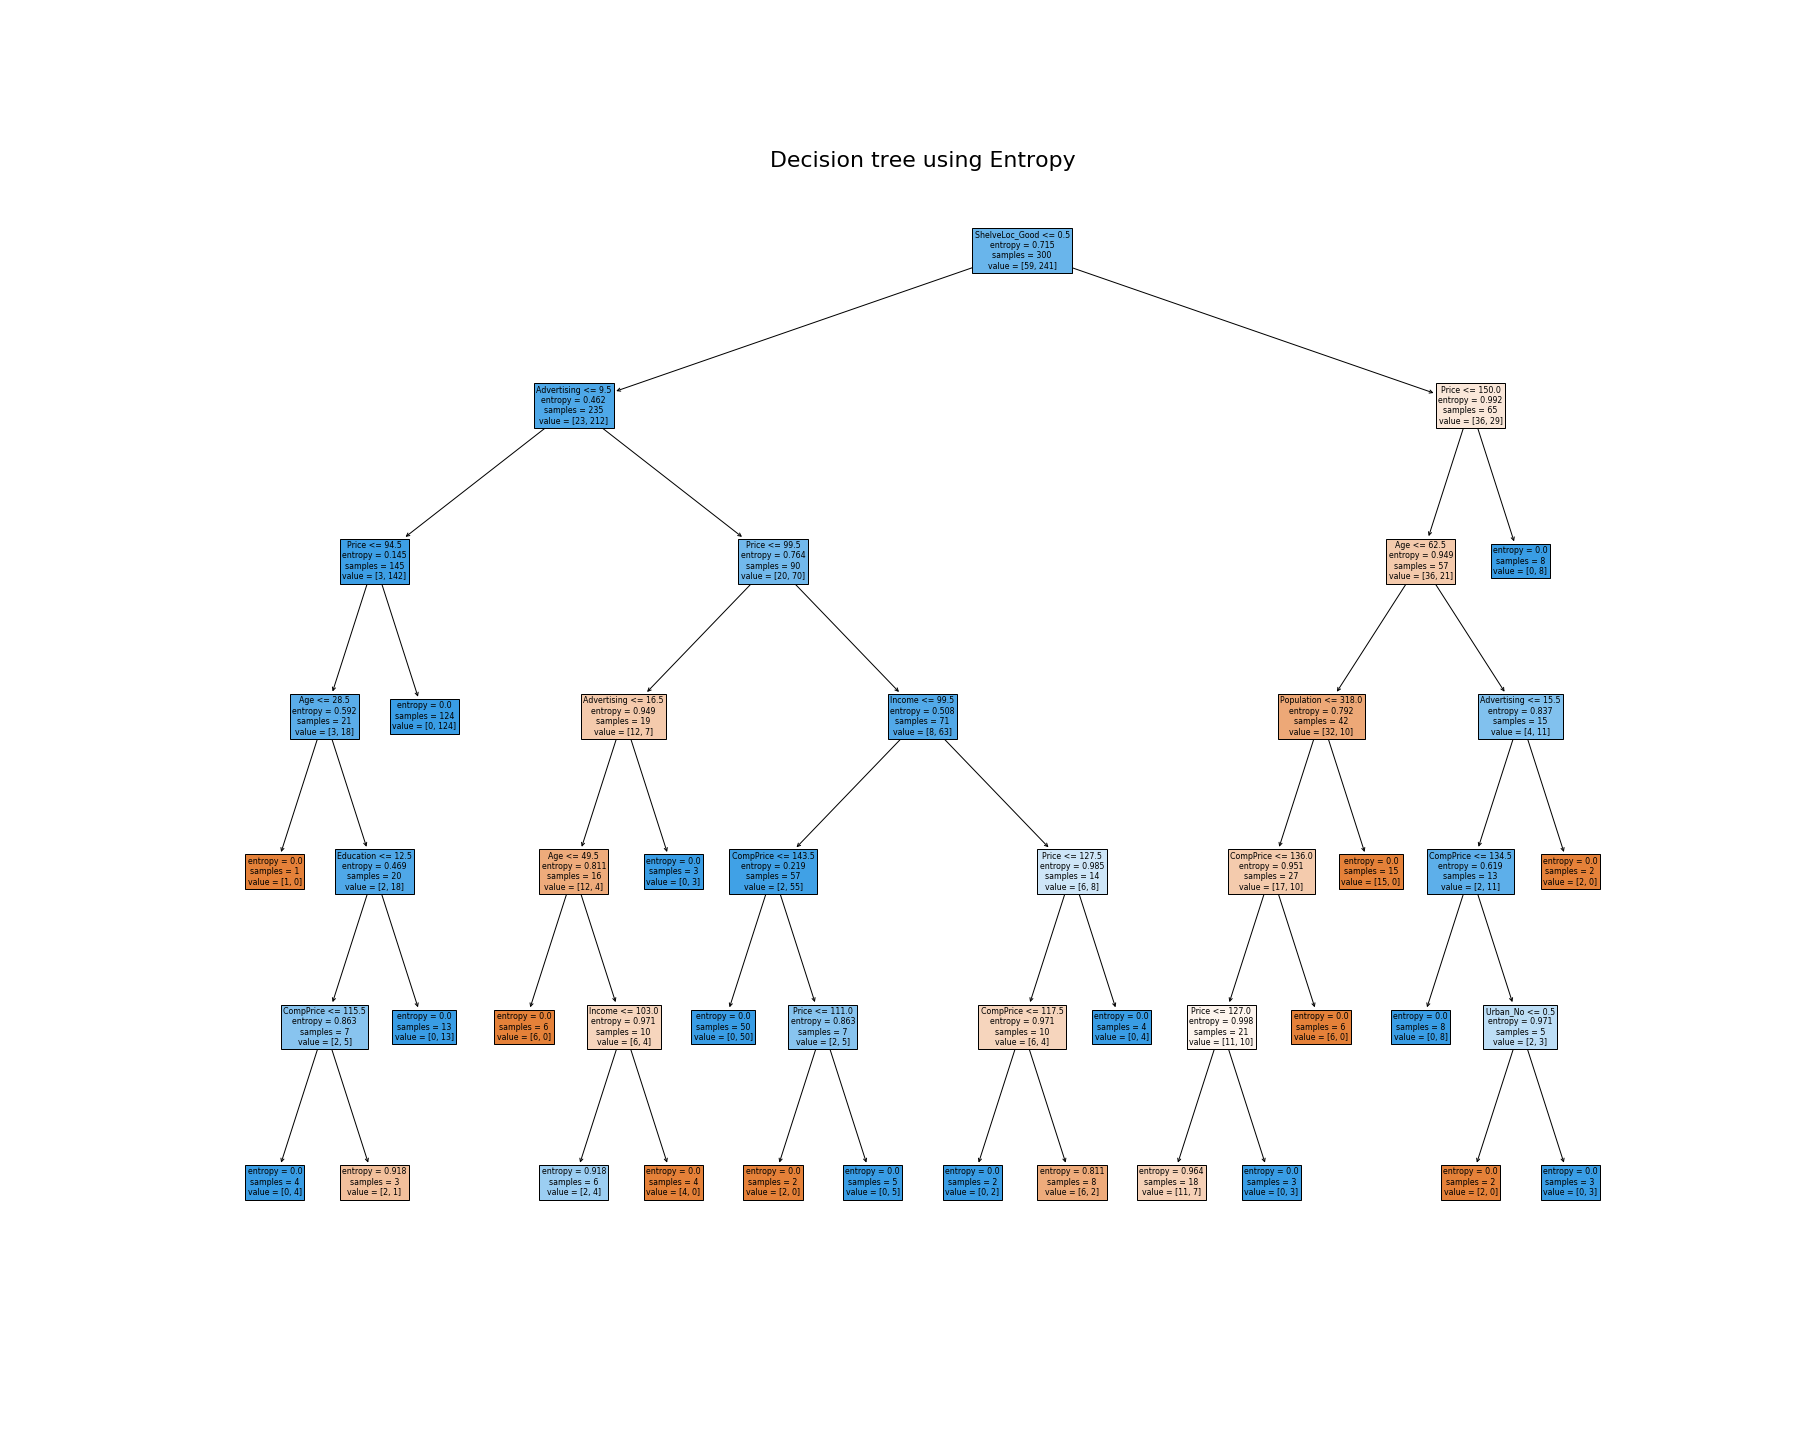 Decision tree using Entropy
ShelveLoc_Good <= 0.5
entropy = 0.715
samples = 300
value = [59, 241]
Advertising <= 9.5
entropy = 0.462
samples = 235
value = [23, 212]
Price <= 150.0
entropy = 0.992
samples = 65
value = [36, 29]
Price <= 94.5
entropy = 0.145
samples = 145
value = [3, 142]
Price <= 99.5
entropy = 0.764
samples = 90
value = [20, 70]
Age <= 62.5
entropy = 0.949
samples = 57
value = [36, 21]
entropy = 0.0
samples = 8
value = [0, 8]
Age <= 28.5
entropy = 0.592
samples = 21
value = [3, 18]
entropy = 0.0
samples = 124
value = [0, 124]
Advertising <= 16.5
entropy = 0.949
samples = 19
value = [12, 7]
Income <= 99.5
entropy = 0.508
samples = 71
value = [8, 63]
Population <= 318.0
entropy = 0.792
samples = 42
value = [32, 10]
Advertising <= 15.5
entropy = 0.837
samples = 15
value = [4, 11]
entropy = 0.0
samples = 1
value = [1, 0]
Education <= 12.5
entropy = 0.469
samples = 20
value = [2, 18]
Age <= 49.5
entropy = 0.811
samples = 16
value = [12, 4]
entropy = 0.0
samples = 3
value = [0, 3]
CompPrice <= 143.5
entropy = 0.219
samples = 57
value = [2, 55]
Price <= 127.5
entropy = 0.985
samples = 14
value = [6, 8]
CompPrice <= 136.0
entropy = 0.951
samples = 27
value = [17, 10]
entropy = 0.0
samples = 15
value = [15, 0]
CompPrice <= 134.5
entropy = 0.619
samples = 13
value = [2, 11]
entropy = 0.0
samples = 2
value = [2, 0]
CompPrice <= 115.5
entropy = 0.863
samples = 7
value = [2, 5]
entropy = 0.0
samples = 13
value = [0, 13]
entropy = 0.0
samples = 6
value = [6, 0]
Income <= 103.0
entropy = 0.971
samples = 10
value = [6, 4]
entropy = 0.0
samples = 50
value = [0, 50]
Price <= 111.0
entropy = 0.863
samples = 7
value = [2, 5]
CompPrice <= 117.5
entropy = 0.971
samples = 10
value = [6, 4]
entropy = 0.0
samples = 4
value = [0, 4]
Price <= 127.0
entropy = 0.998
samples = 21
value = [11, 10]
entropy = 0.0
samples = 6
value = [6, 0]
entropy = 0.0
samples = 8
value = [0, 8]
Urban_No <= 0.5
entropy = 0.971
samples = 5
value = [2, 3]
entropy = 0.0
samples = 4
value = [0, 4]
entropy = 0.918
samples = 3
value = [2, 1]
entropy = 0.918
samples = 6
value = [2, 4]
entropy = 0.0
samples = 4
value = [4, 0]
entropy = 0.0
samples = 2
value = [2, 0]
entropy = 0.0
samples = 5
value = [0, 5]
entropy = 0.0
samples = 2
value = [0, 2]
entropy = 0.811
samples = 8
value = [6, 2]
entropy = 0.964
samples = 18
value = [11, 7]
entropy = 0.0
samples = 3
value = [0, 3]
entropy = 0.0
samples = 2
value = [2, 0]
entropy = 0.0
samples = 3
value = [0, 3]